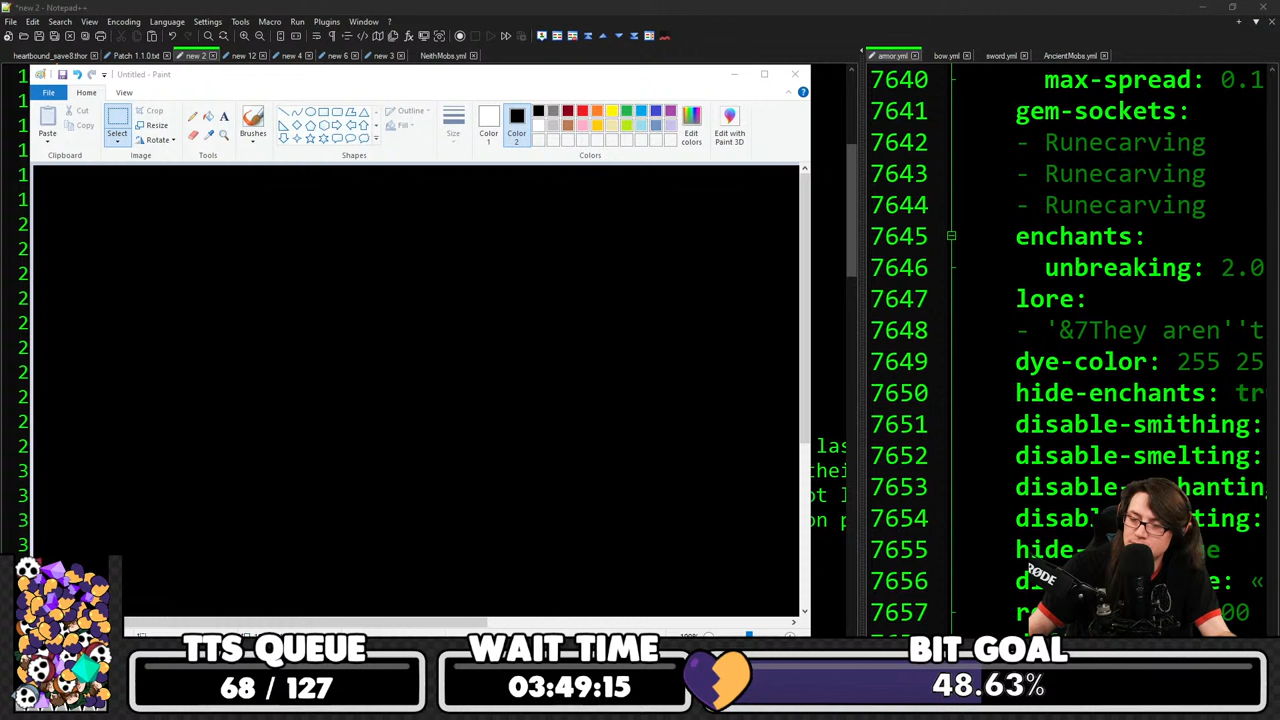 *new 2 - Notepad++
File Edit Search View Encoding Language Settings Tools Macro Run Plugins Window ?
heartbound_save8.thor Patch 1.1.0.txt new 2 new 12 new 4 new 6 new 3 NeithMobs.yml
armor.yml bow.yml sword.yml AncientMobs.yml
Untitled - Paint
File Home View
Paste Cut Copy Select Crop Resize Rotate Brushes Outline Fill Size Color 1 Color 2 Edit colors Edit with Paint 3D
Clipboard Image Tools Shapes Colors
7640 max-spread: 0.1
7641 gem-sockets:
7642 - Runecarving
7643 - Runecarving
7644 - Runecarving
7645 enchants:
7646 unbreaking: 2.0
7647 lore:
7648 - '&7They aren''t
7649 dye-color: 255 25
7650 hide-enchants: tr
7651 disable-smithing:
7652 disable-smelting:
7653
7654
7655
7656
7657
RØDE
TTS QUEUE
68 / 127
WAIT TIME
03:49:15
BIT GOAL
48.63%